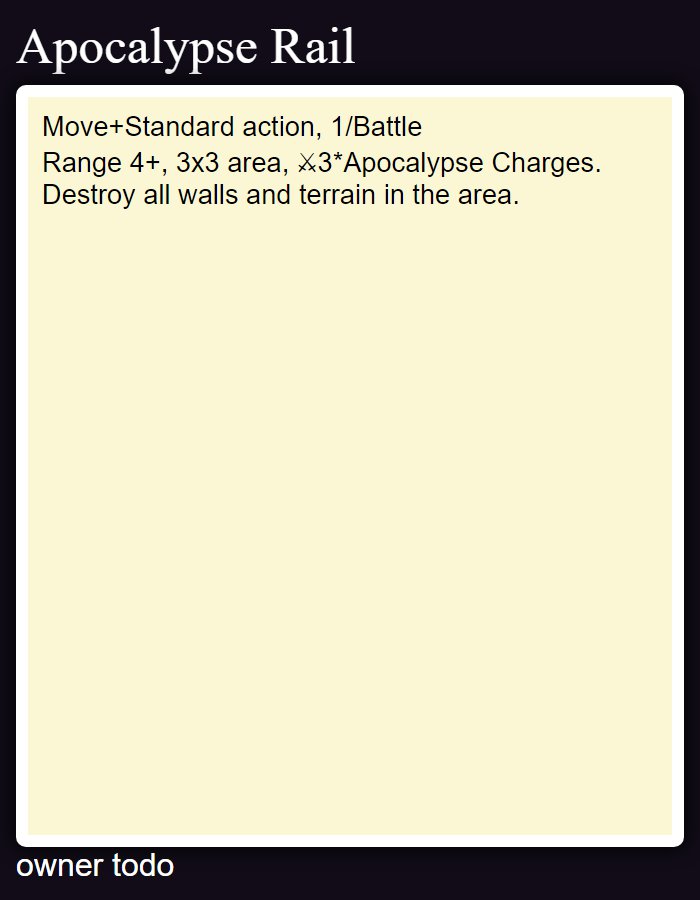 Apocalypse Rail
Move+Standard action, 1/Battle
Range 4+, 3x3 area, ⚔3*Apocalypse Charges.
Destroy all walls and terrain in the area.
owner todo